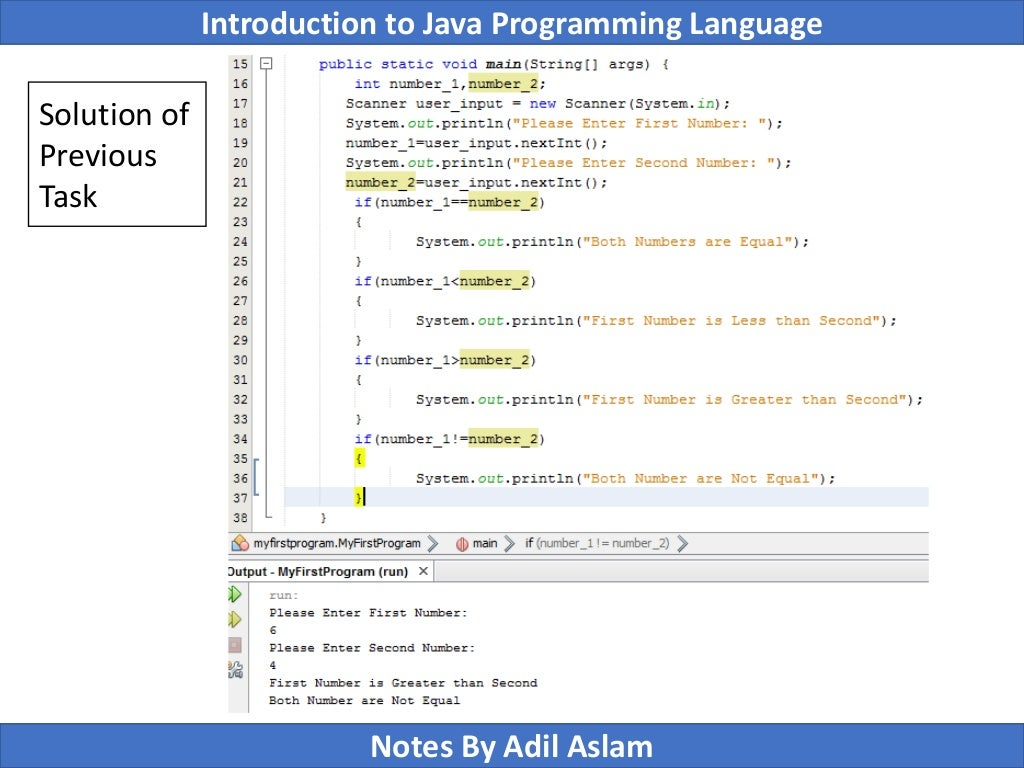 Introduction to Java Programming Language
Solution of
Previous
Task
15 public static void main(String[] args) {
16 int number_1,number_2;
17 Scanner user_input = new Scanner(System.in);
18 System.out.println("Please Enter First Number: ");
19 number_1=user_input.nextInt();
20 System.out.println("Please Enter Second Number: ");
21 number_2=user_input.nextInt();
22 if(number_1==number_2)
23 {
24 System.out.println("Both Numbers are Equal");
25 }
26 if(number_1<number_2)
27 {
28 System.out.println("First Number is Less than Second");
29 }
30 if(number_1>number_2)
31 {
32 System.out.println("First Number is Greater than Second");
33 }
34 if(number_1!=number_2)
35 {
36 System.out.println("Both Number are Not Equal");
37 }
38 }
myfirstprogram.MyFirstProgram main if (number_1 != number_2)
Output - MyFirstProgram (run) ×
run:
Please Enter First Number:
6
Please Enter Second Number:
4
First Number is Greater than Second
Both Number are Not Equal
Notes By Adil Aslam